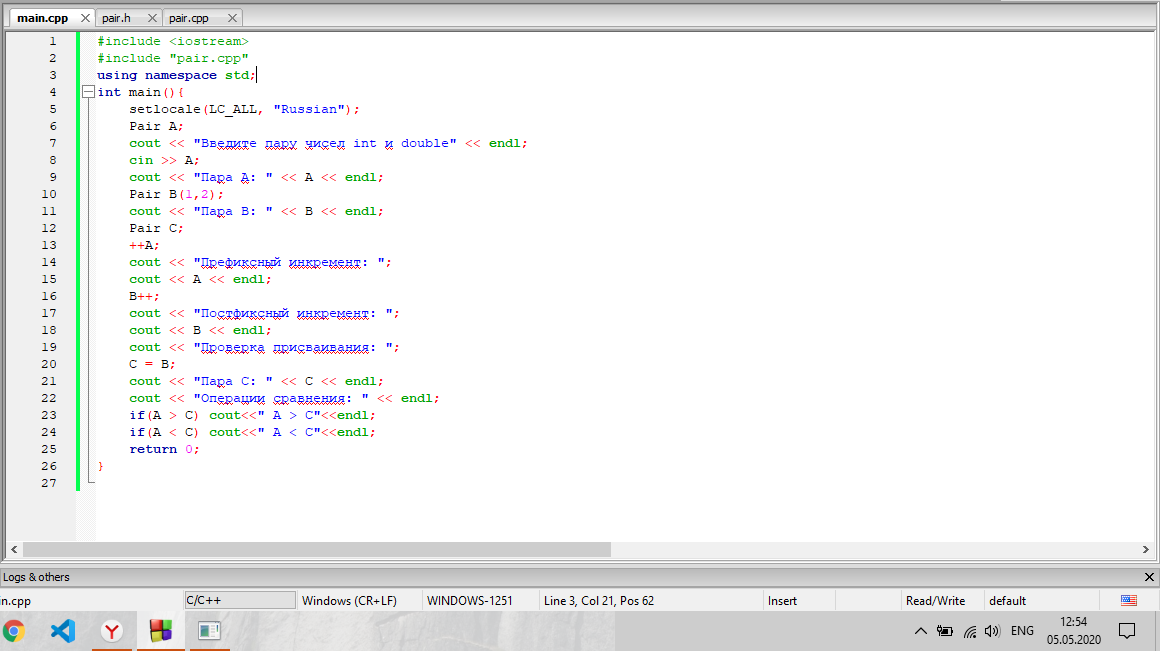 main.cpp pair.h pair.cpp
1 #include <iostream>
2 #include "pair.cpp"
3 using namespace std;
4 int main(){
5 setlocale(LC_ALL, "Russian");
6 Pair A;
7 cout << "Введите пару чисел int и double" << endl;
8 cin >> A;
9 cout << "Пара A: " << A << endl;
10 Pair B(1,2);
11 cout << "Пара B: " << B << endl;
12 Pair C;
13 ++A;
14 cout << "Префиксный инкремент: ";
15 cout << A << endl;
16 B++;
17 cout << "Постфиксный инкремент: ";
18 cout << B << endl;
19 cout << "Проверка присваивания: ";
20 C = B;
21 cout << "Пара C: " << C << endl;
22 cout << "Операции сравнения: " << endl;
23 if(A > C) cout<<" A > C"<<endl;
24 if(A < C) cout<<" A < C"<<endl;
25 return 0;
26 }
27
Logs & others
in.cpp C/C++ Windows (CR+LF) WINDOWS-1251 Line 3, Col 21, Pos 62 Insert Read/Write default
ENG 12:54
05.05.2020